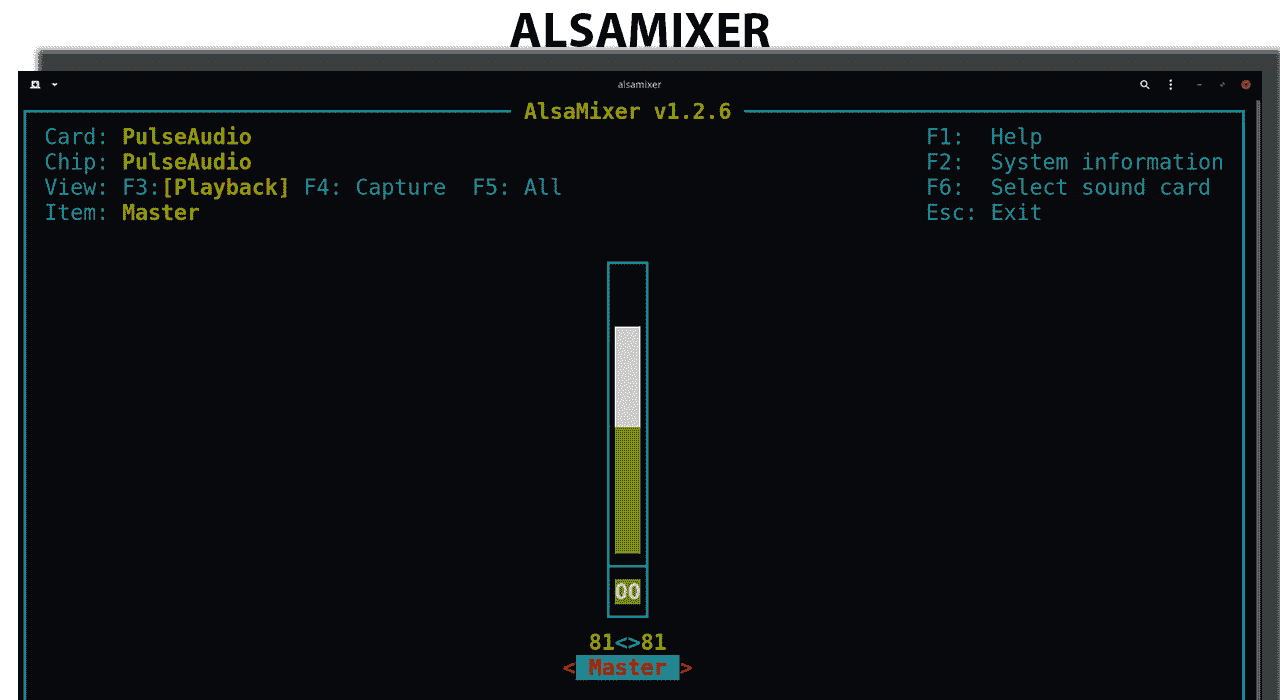 ALSAMIXER
alsamixer
AlsaMixer v1.2.6
Card: PulseAudio
Chip: PulseAudio
View: F3:[Playback] F4: Capture F5: All
Item: Master
F1: Help
F2: System information
F6: Select sound card
Esc: Exit
00
81<>81
< Master >